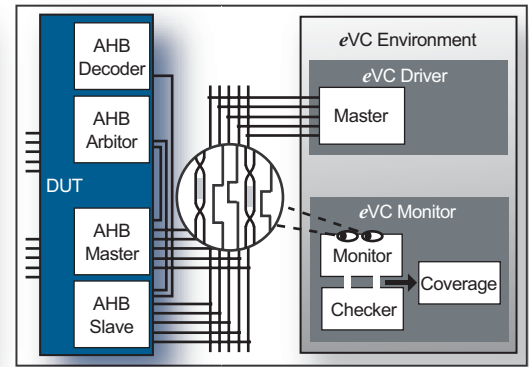 AHB
Decoder
AHB
Arbitor
DUT
AHB
Master
AHB
Slave
eVC Environment
eVC Driver
Master
eVC Monitor
Monitor
Checker
Coverage